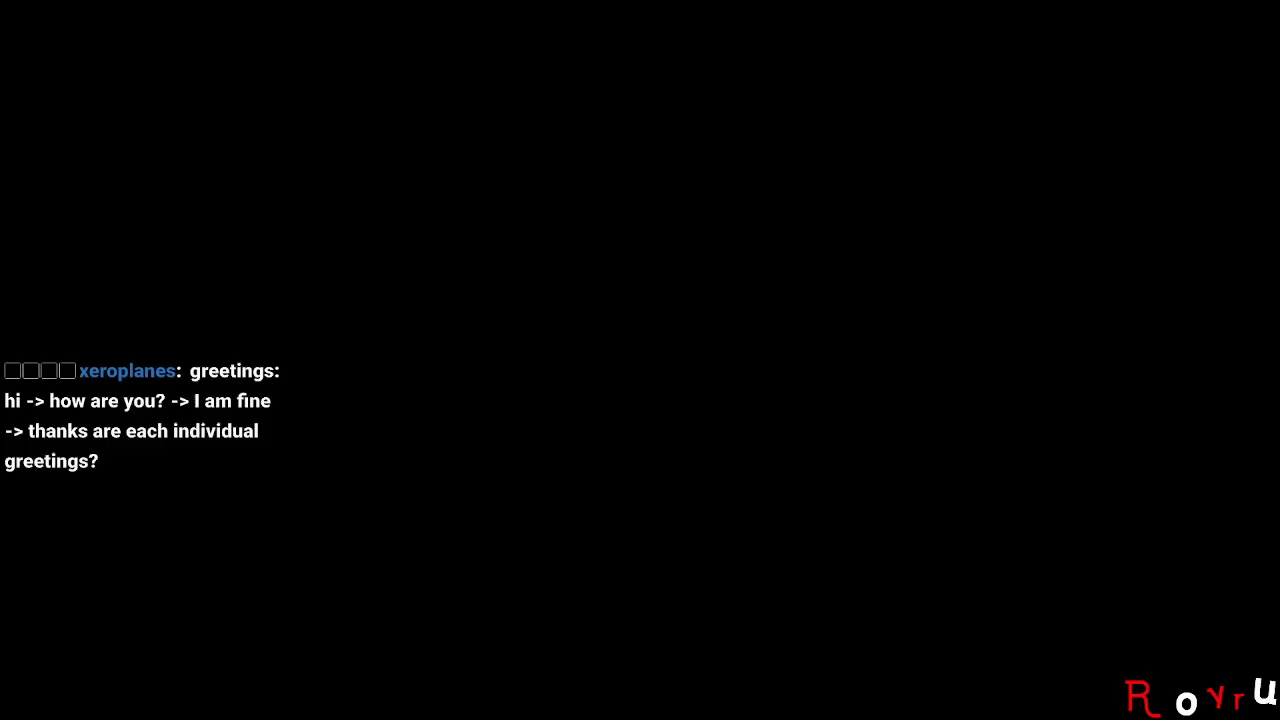 xeroplanes: greetings:
hi -> how are you? -> I am fine
-> thanks are each individual
greetings?
R o y r u